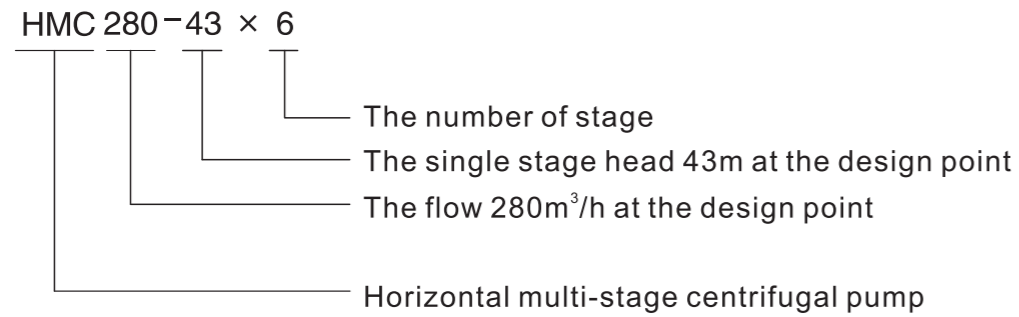 HMC 280-43 × 6
The number of stage
The single stage head 43m at the design point
The flow 280m³/h at the design point
Horizontal multi-stage centrifugal pump